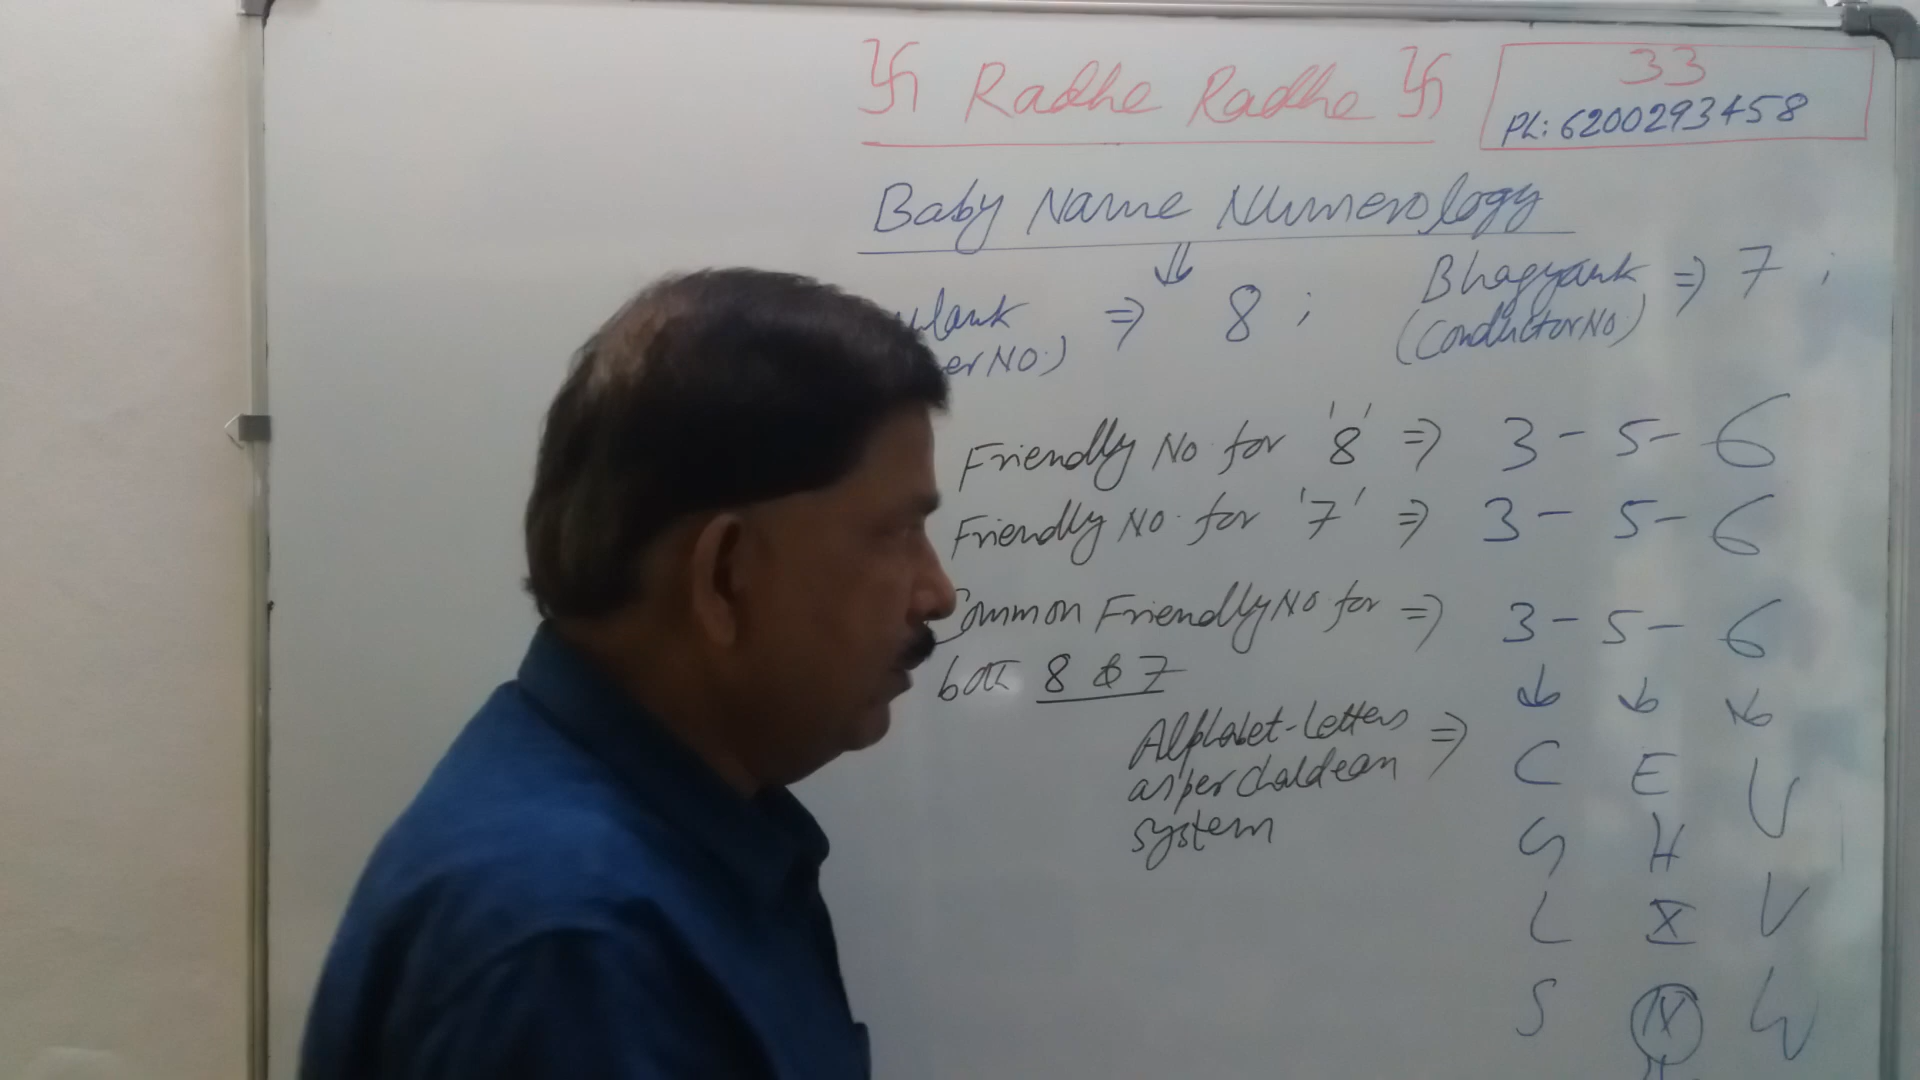 卐 Radhe Radhe 卐
33
PH: 6200293458
Baby Name Numerology
⇓
⇒ 8 ; Bhagyank ⇒ 7 ;
(Conductor No)
Friendly No for '8' ⇒ 3 - 5 - 6
Friendly No. for '7' ⇒ 3 - 5 - 6
Common Friendly No for ⇒ 3 - 5 - 6
both 8 & 7
Alphabet-Letters ⇒
as per chaldean
system
C E U
G H V
L X W
S N